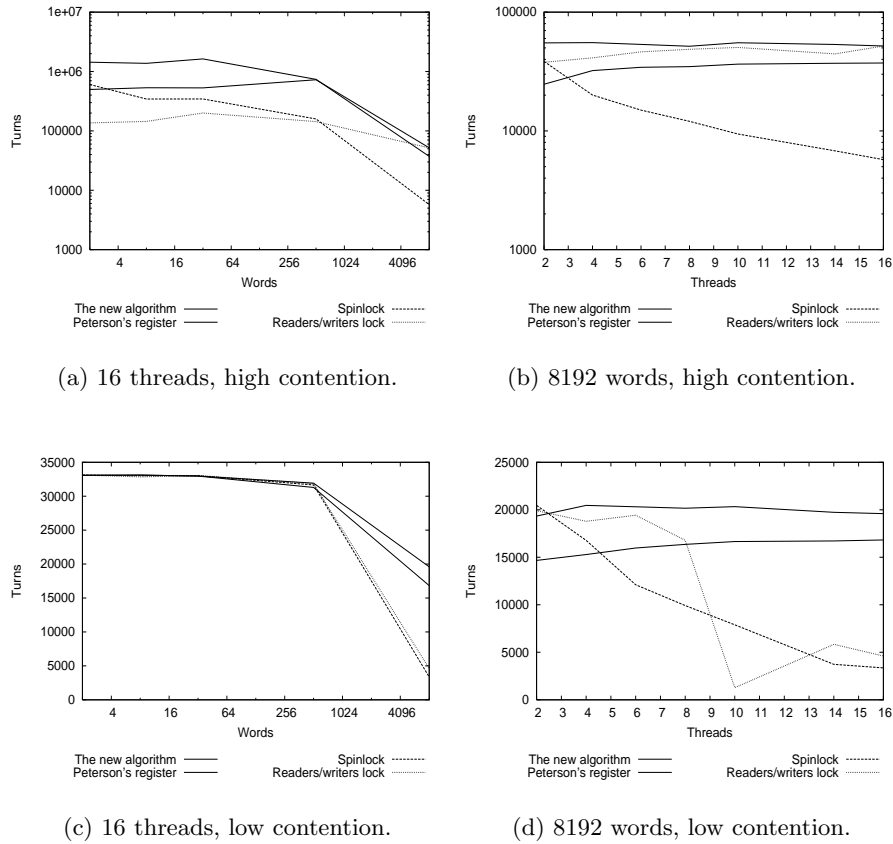 1e+07
1e+06
100000
10000
1000
Turns
4 16 64 256 1024 4096
Words
The new algorithm
Peterson's register
Spinlock
Readers/writers lock
(a) 16 threads, high contention.
100000
10000
1000
Turns
2 3 4 5 6 7 8 9 10 11 12 13 14 15 16
Threads
The new algorithm
Peterson's register
Spinlock
Readers/writers lock
(b) 8192 words, high contention.
35000
30000
25000
20000
15000
10000
5000
0
Turns
4 16 64 256 1024 4096
Words
The new algorithm
Peterson's register
Spinlock
Readers/writers lock
(c) 16 threads, low contention.
25000
20000
15000
10000
5000
0
Turns
2 3 4 5 6 7 8 9 10 11 12 13 14 15 16
Threads
The new algorithm
Peterson's register
Spinlock
Readers/writers lock
(d) 8192 words, low contention.